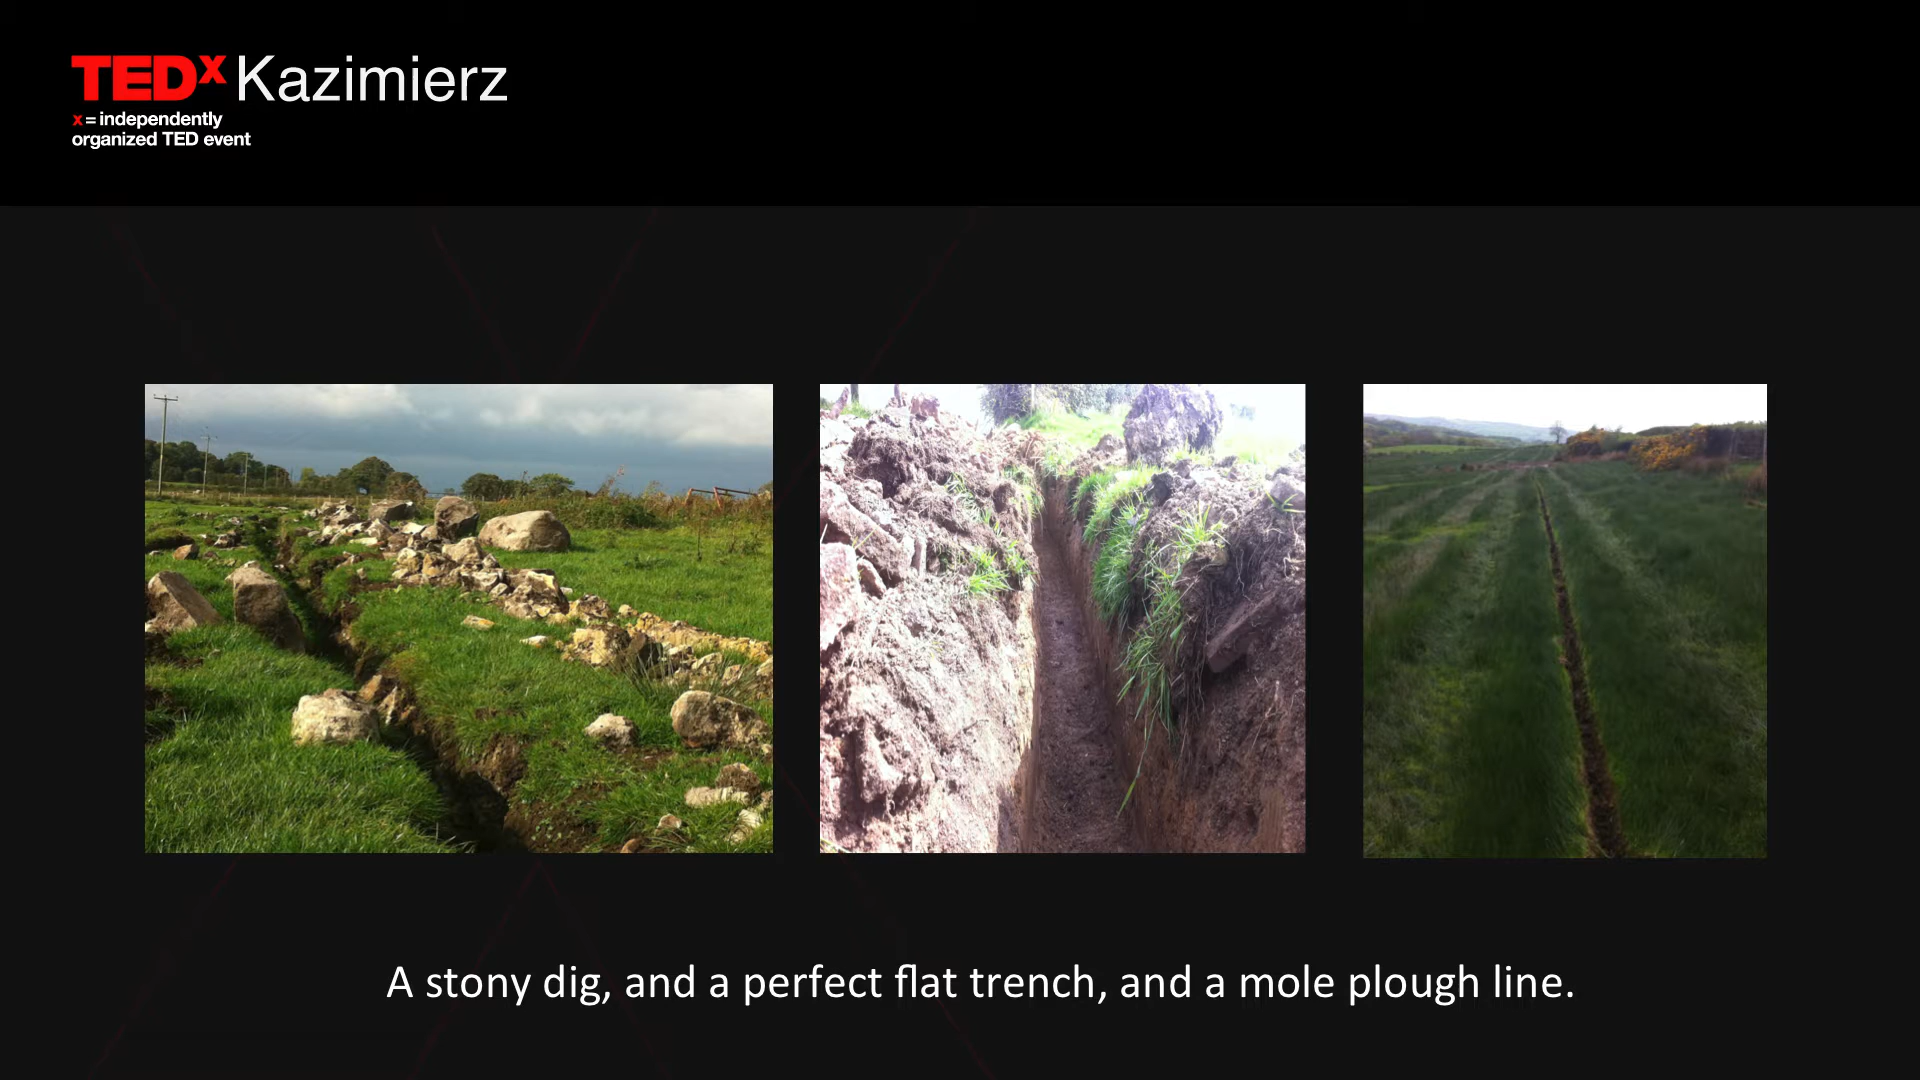 TEDx Kazimierz
x = independently
organized TED event
A stony dig, and a perfect flat trench, and a mole plough line.